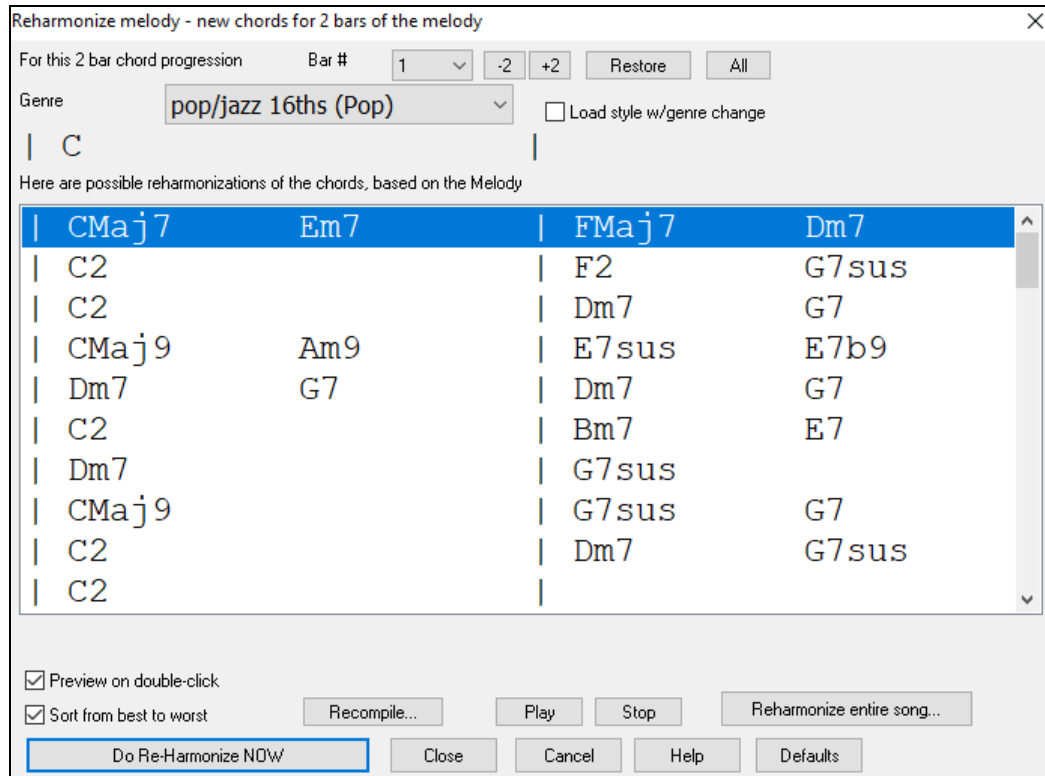 Reharmonize melody - new chords for 2 bars of the melody
For this 2 bar chord progression Bar # 1 -2 +2 Restore All
Genre pop/jazz 16ths (Pop) Load style w/genre change
| C |
Here are possible reharmonizations of the chords, based on the Melody
| CMaj7 Em7 | FMaj7 Dm7
| C2 | F2 G7sus
| C2 | Dm7 G7
| CMaj9 Am9 | E7sus E7b9
| Dm7 G7 | Dm7 G7
| C2 | Bm7 E7
| Dm7 | G7sus
| CMaj9 | G7sus G7
| C2 | Dm7 G7sus
| C2 |
Preview on double-click
Sort from best to worst Recompile... Play Stop Reharmonize entire song...
Do Re-Harmonize NOW Close Cancel Help Defaults